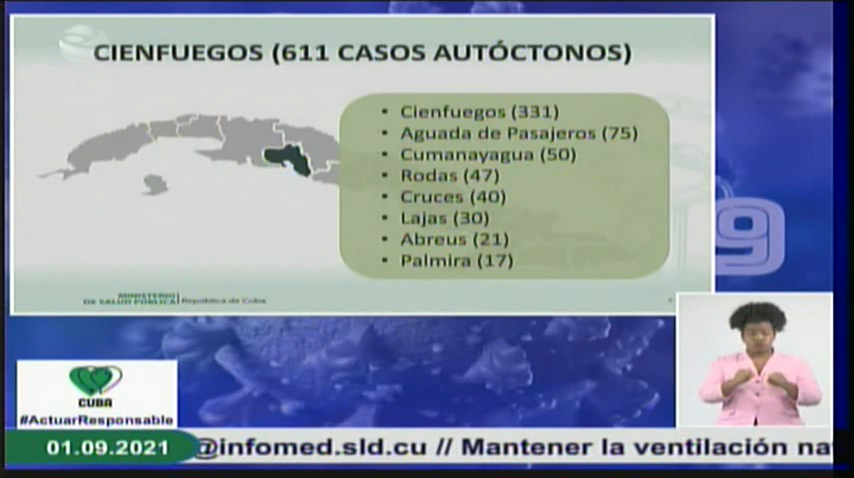 CIENFUEGOS (611 CASOS AUTÓCTONOS)
• Cienfuegos (331)
• Aguada de Pasajeros (75)
• Cumanayagua (50)
• Rodas (47)
• Cruces (40)
• Lajas (30)
• Abreus (21)
• Palmira (17)
MINISTERIO
DE SALUD PÚBLICA
República de Cuba
9
CUBA
#ActuarResponsable
01.09.2021 @infomed.sld.cu // Mantener la ventilación na